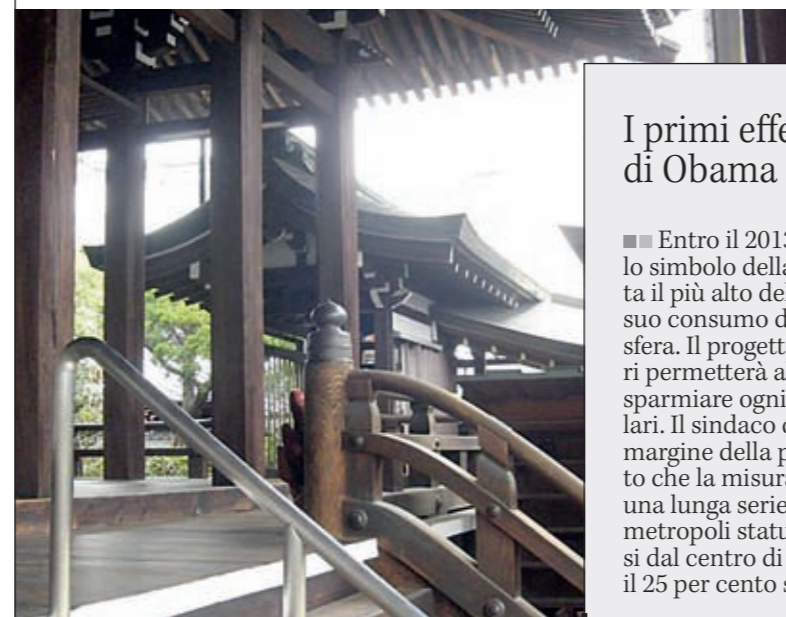 I primi effe
di Obama
Entro il 2013
lo simbolo della
ta il più alto del
suo consumo d
sfera. Il progett
ri permetterà a
sparmiare ogni
lari. Il sindaco d
margine della p
to che la misura
una lunga serie
metropoli statu
si dal centro di
il 25 per cento s